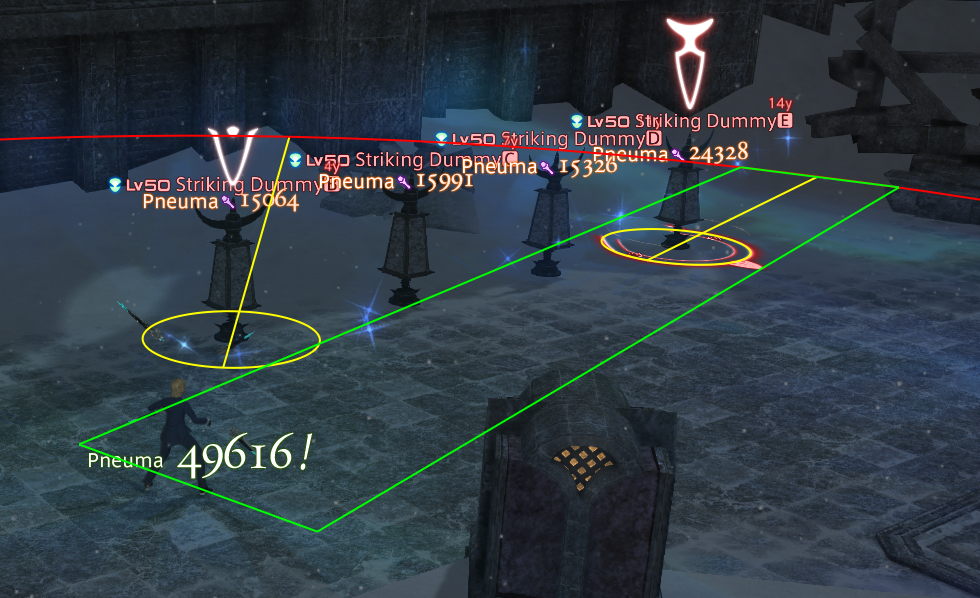 14y
Lv50 Striking Dummy E
Lv50 Striking Dummy D
Pneuma 24328
Lv50 Striking Dummy C
Pneuma 15326
Lv50 Striking Dummy
Pneuma 15991
Pneuma 15064
Pneuma 49616!